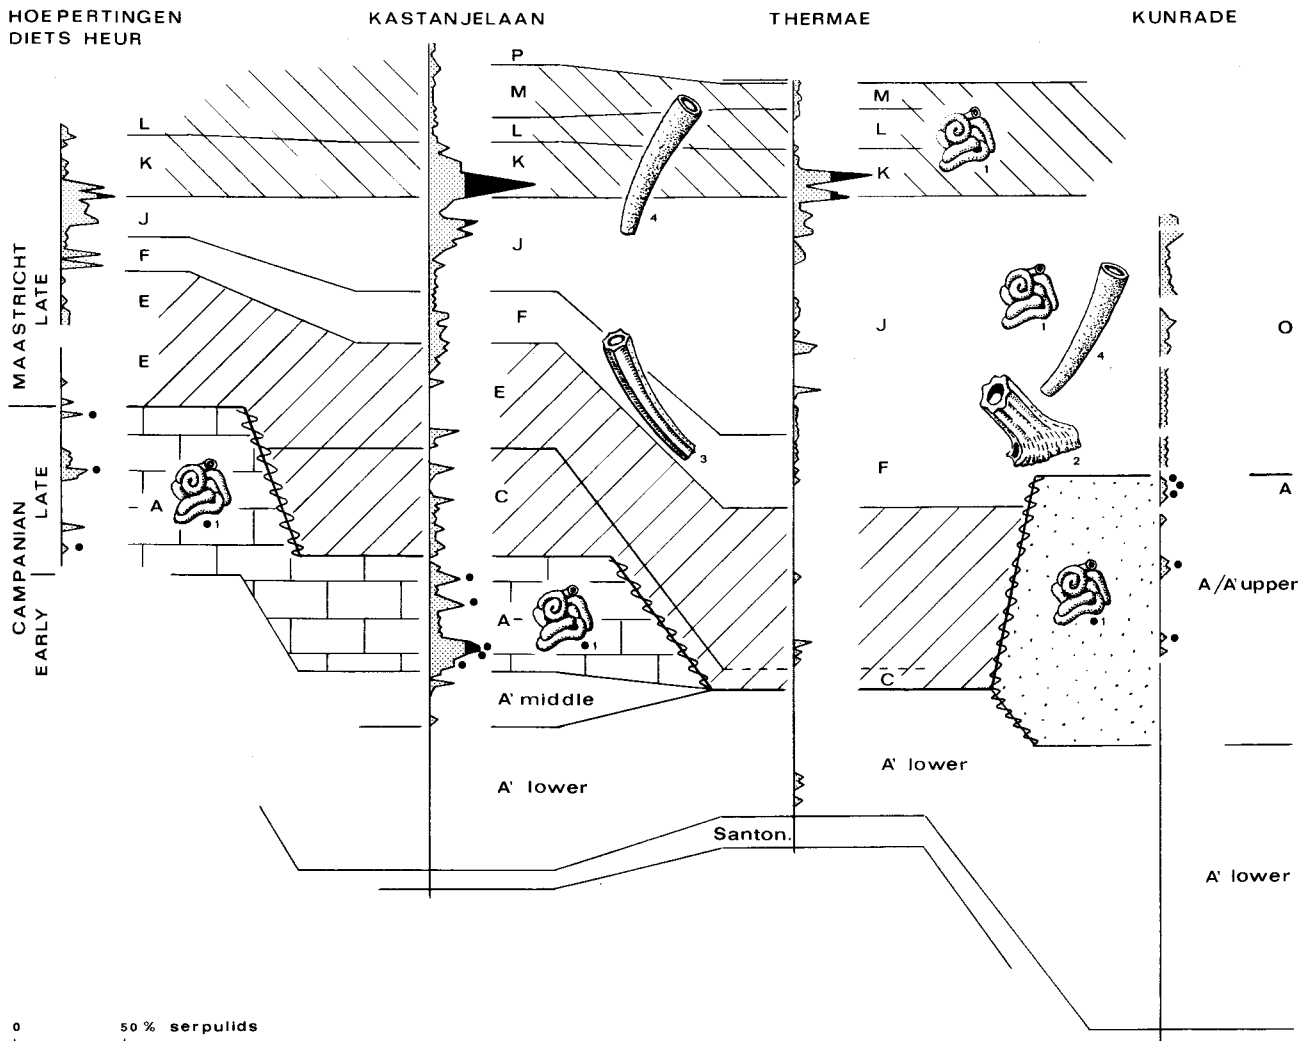 HOEPERTINGEN
DIETS HEUR
KASTANJELAAN
THERMAE
KUNRADE
P
M
M
L
L
L
K
K
K
4
1
J
J
F
F
E
E
E
J
1
4
O
3
2
F
A
A
1
C
A
1
A/A' upper
1
C
A' middle
A' lower
A' lower
Santon.
A' lower
MAASTRICHT
LATE
CAMPANIAN
LATE
EARLY
0
50 % serpulids